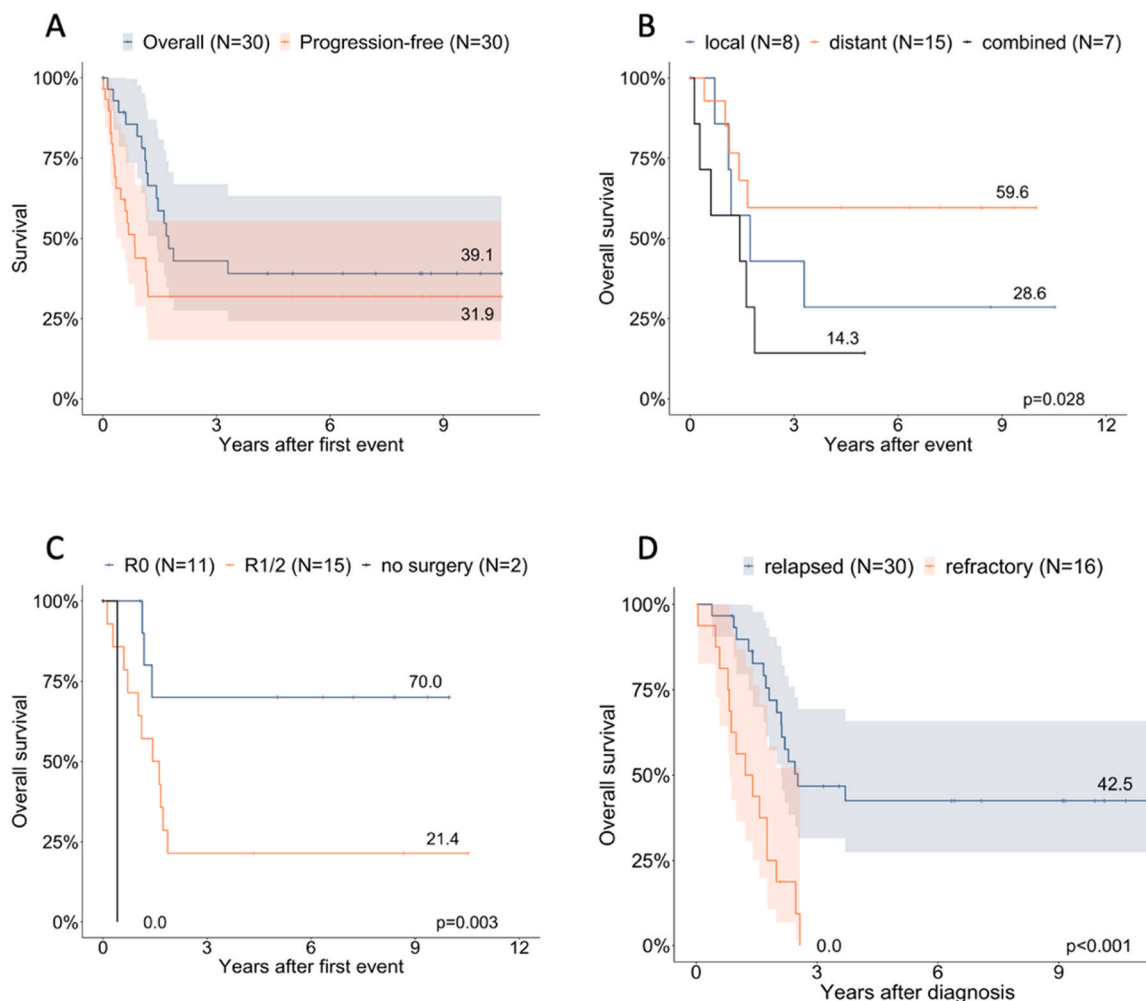 A
Overall (N=30) Progression-free (N=30)
100%
75%
50%
25%
0%
Survival
39.1
31.9
0 3 6 9
Years after first event
B
local (N=8) distant (N=15) combined (N=7)
100%
75%
50%
25%
0%
Overall survival
59.6
28.6
14.3
p=0.028
0 3 6 9 12
Years after event
C
R0 (N=11) R1/2 (N=15) no surgery (N=2)
100%
75%
50%
25%
0%
Overall survival
70.0
21.4
0.0
p=0.003
0 3 6 9 12
Years after first event
D
relapsed (N=30) refractory (N=16)
100%
75%
50%
25%
0%
Overall survival
42.5
0.0
p<0.001
0 3 6 9
Years after diagnosis